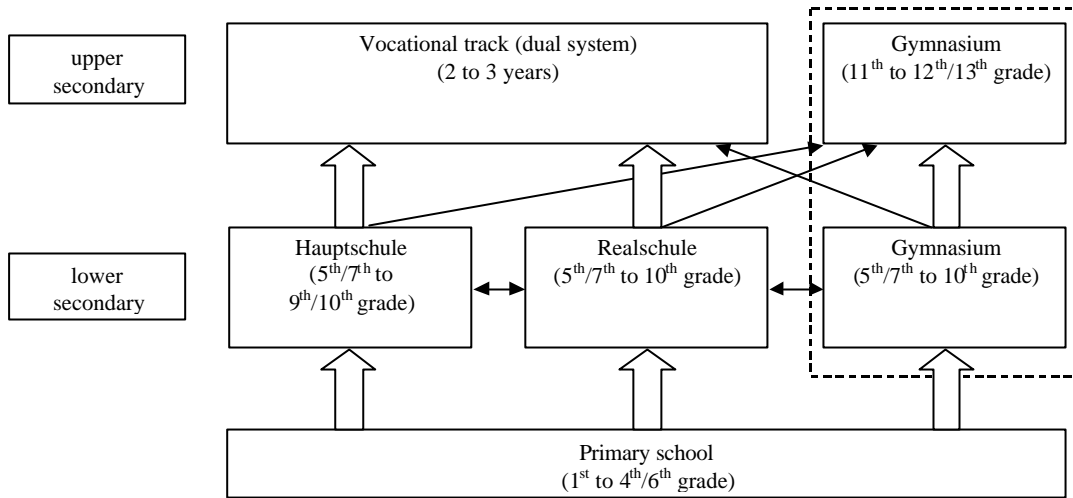 upper
secondary
Vocational track (dual system)
(2 to 3 years)
Gymnasium
(11th to 12th/13th grade)
lower
secondary
Hauptschule
(5th/7th to
9th/10th grade)
Realschule
(5th/7th to 10th grade)
Gymnasium
(5th/7th to 10th grade)
Primary school
(1st to 4th/6th grade)